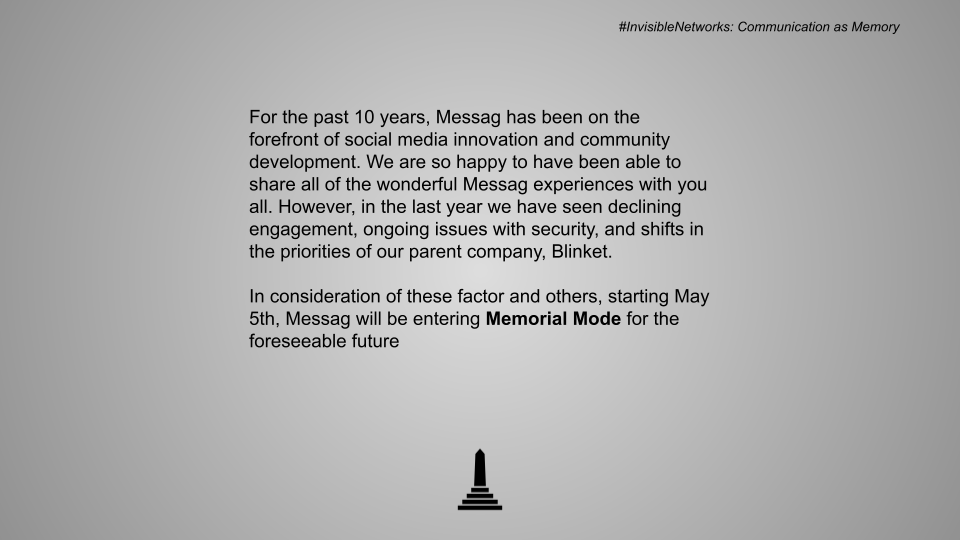 #InvisibleNetworks: Communication as Memory
For the past 10 years, Messag has been on the
forefront of social media innovation and community
development. We are so happy to have been able to
share all of the wonderful Messag experiences with you
all. However, in the last year we have seen declining
engagement, ongoing issues with security, and shifts in
the priorities of our parent company, Blinket.
In consideration of these factor and others, starting May
5th, Messag will be entering Memorial Mode for the
foreseeable future